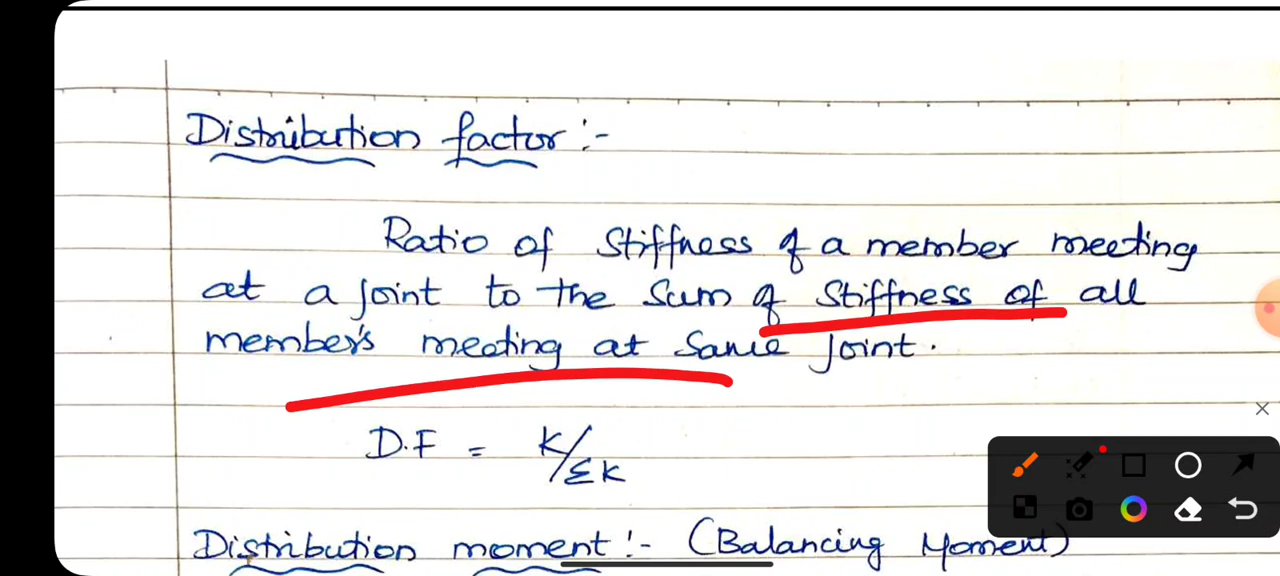 Distribution factor :-
Ratio of Stiffness of a member meeting
at a Joint to the Sum of Stiffness of all
member's meeting at Same Joint.
D.F = K/ΣK
Distribution moment :- (Balancing Moment)